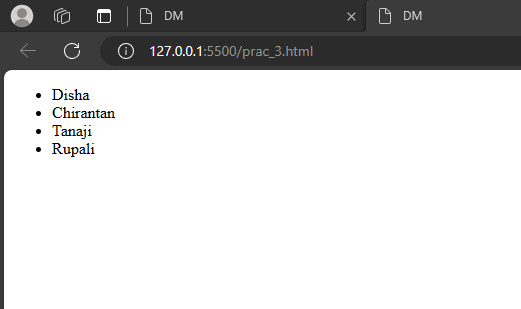 DM
DM
127.0.0.1:5500/prac_3.html
Disha
Chirantan
Tanaji
Rupali